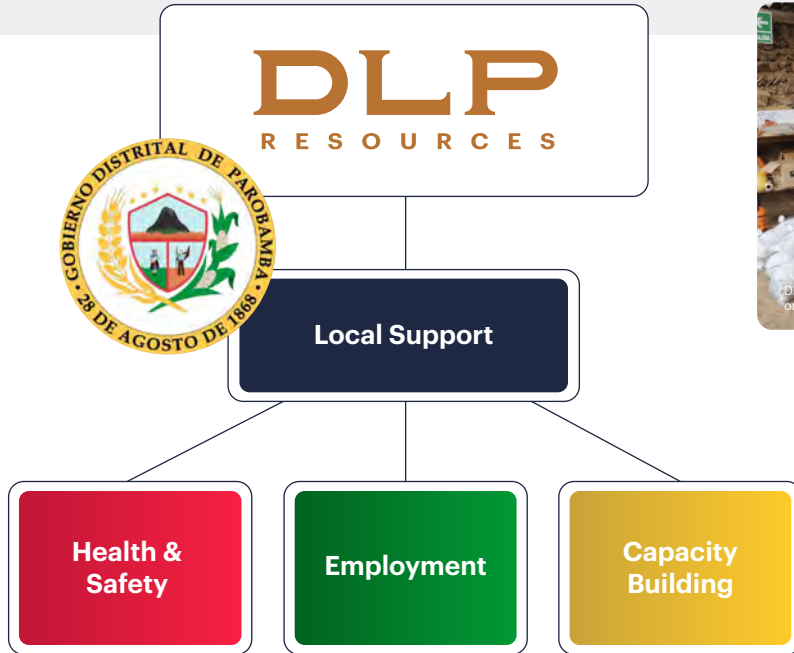 DLP
RESOURCES
GOBIERNO DISTRITAL DE PAROBAMBA
28 DE AGOSTO DE 1868
Local Support
Health &
Safety
Employment
Capacity
Building